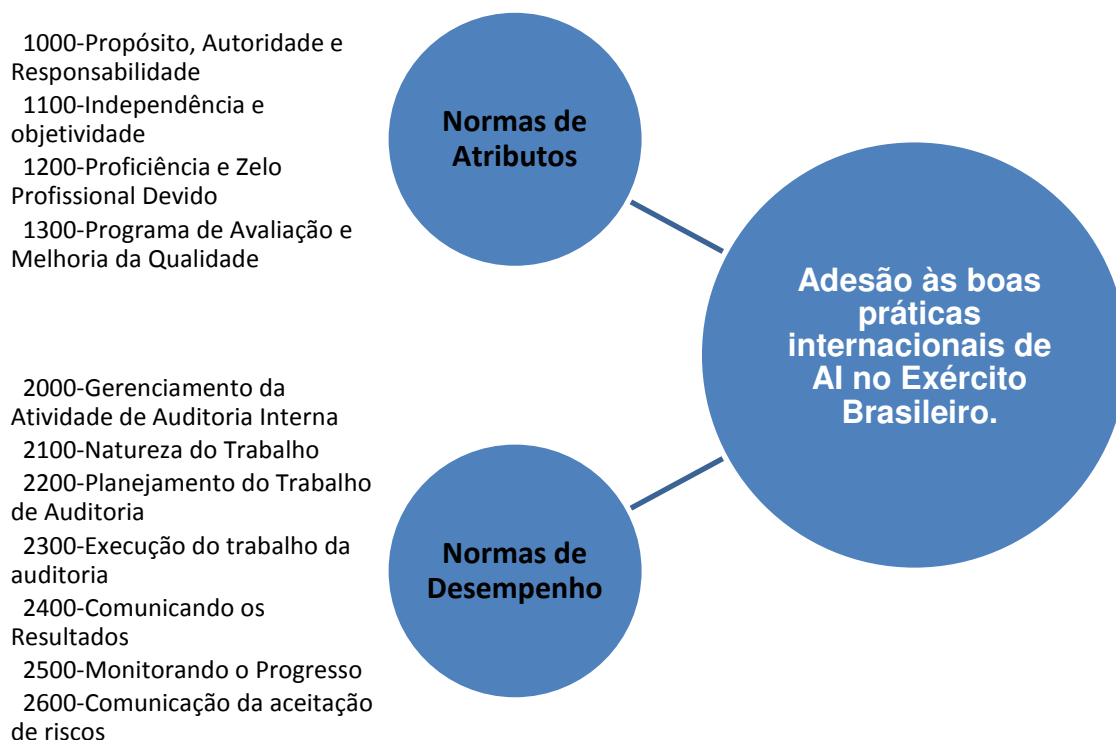 1000-Propósito, Autoridade e
Responsabilidade
1100-Independência e
objetividade
1200-Proficiência e Zelo
Profissional Devido
1300-Programa de Avaliação e
Melhoria da Qualidade
Normas de
Atributos
Adesão às boas
práticas
internacionais de
AI no Exército
Brasileiro.
2000-Gerenciamento da
Atividade de Auditoria Interna
2100-Natureza do Trabalho
2200-Planejamento do Trabalho
de Auditoria
2300-Execução do trabalho da
auditoria
2400-Comunicando os
Resultados
2500-Monitorando o Progresso
2600-Comunicação da aceitação
de riscos
Normas de
Desempenho